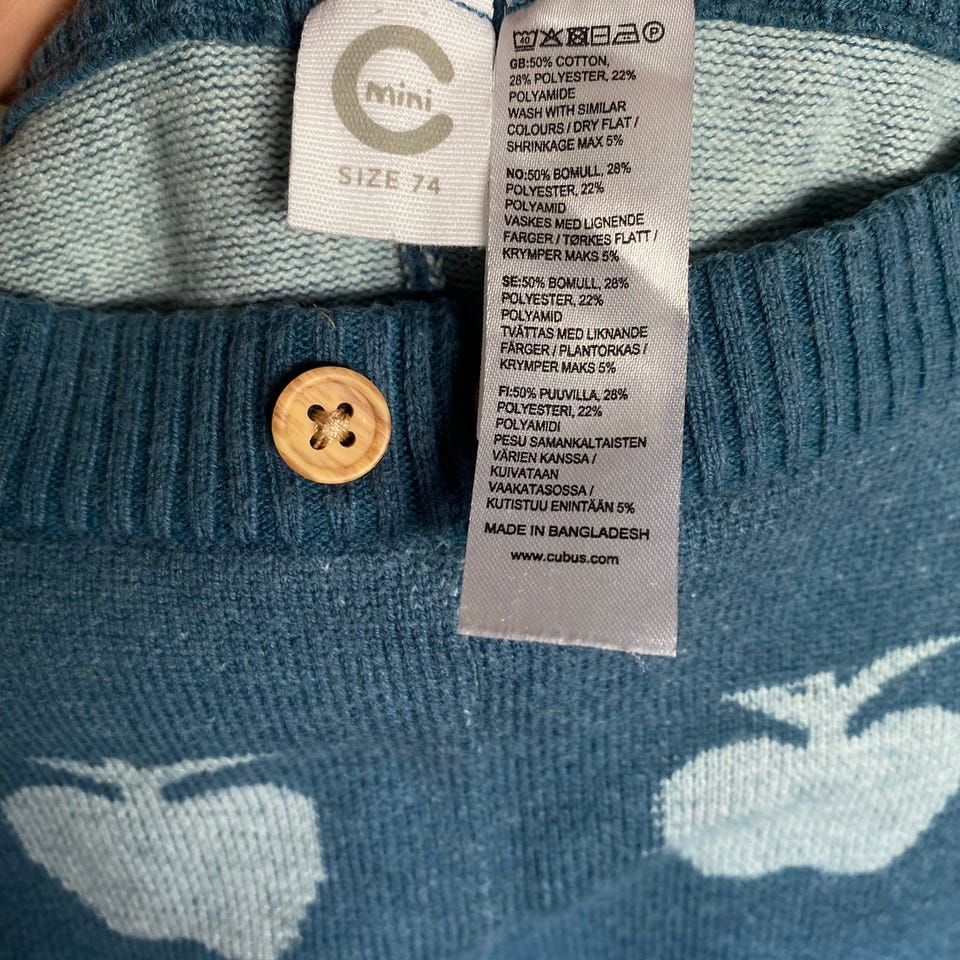 mini
SIZE 74
40
P
GB:50% COTTON,
28% POLYESTER, 22%
POLYAMIDE
WASH WITH SIMILAR
COLOURS / DRY FLAT /
SHRINKAGE MAX 5%
NO:50% BOMULL, 28%
POLYESTER, 22%
POLYAMID
VASKES MED LIGNENDE
FARGER / TØRKES FLATT /
KRYMPER MAKS 5%
SE:50% BOMULL, 28%
POLYESTER, 22%
POLYAMID
TVÄTTAS MED LIKNANDE
FÄRGER / PLANTORKAS /
KRYMPER MAKS 5%
FI:50% PUUVILLA, 28%
POLYESTERI, 22%
POLYAMIDI
PESU SAMANKALTAISTEN
VÄRIEN KANSSA /
KUIVATAAN
VAAKATASOSSA /
KUTISTUU ENINTÄÄN 5%
MADE IN BANGLADESH
www.cubus.com